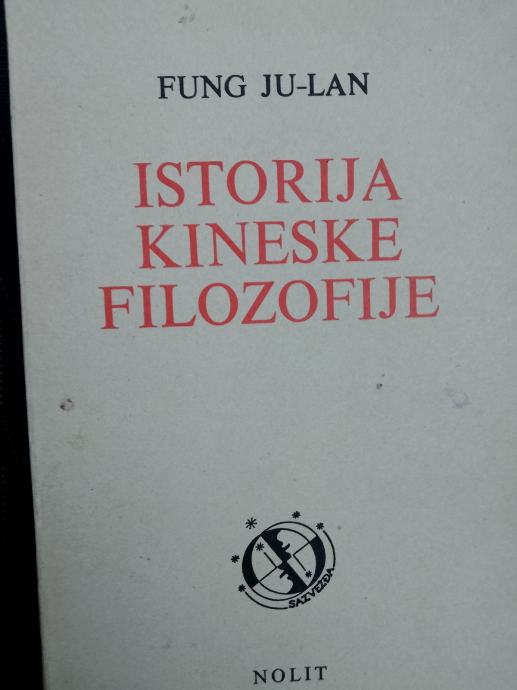 FUNG JU-LAN
ISTORIJA
KINESKE
FILOZOFIJE
SAZVEŽĐA
NOLIT